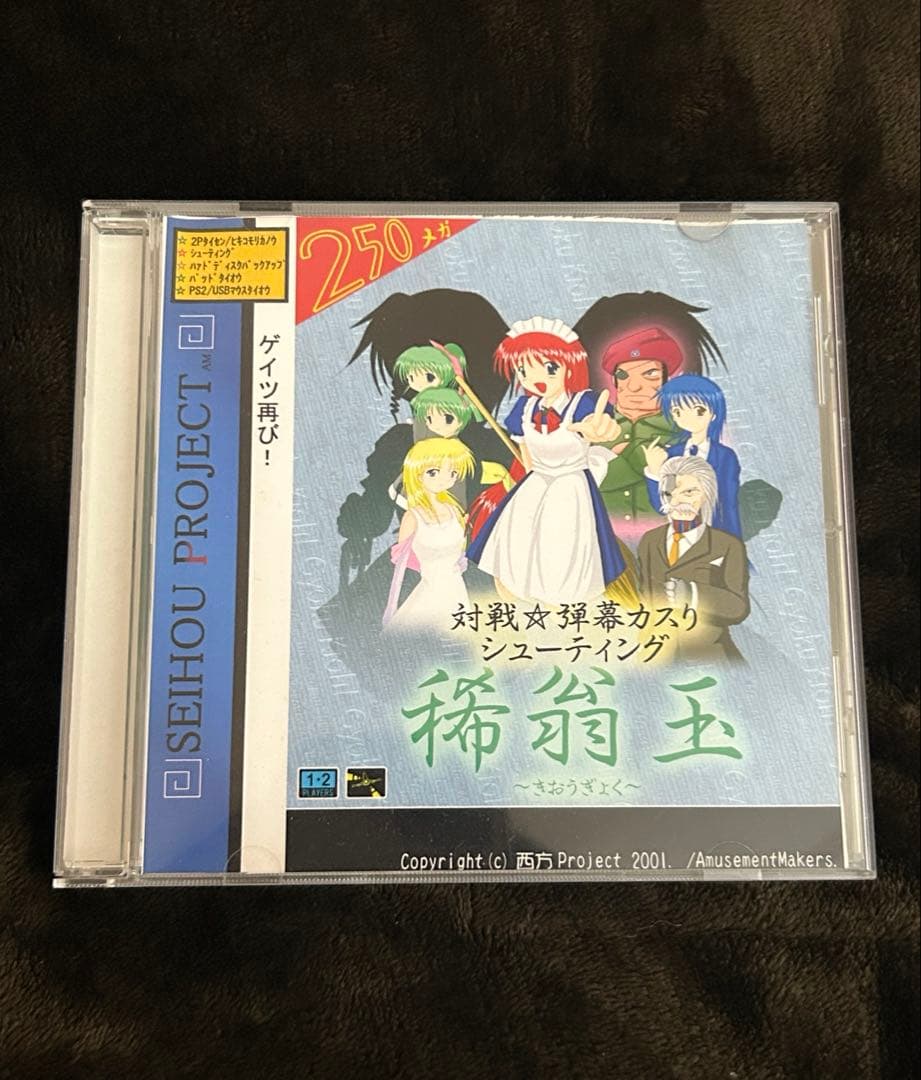 ☆ 2Pタイセン/ヒキコモリカノウ
☆ シューティング
☆ ハァドディスクバックアップ
☆ パッドタイオウ
☆ PS2/USBマウスタイオウ
SEIHOU PROJECT AM
ゲイツ再び!
250メガ
対戦☆弾幕カスり
シューティング
稀翁玉
~きおうぎょく~
1・2
PLAYERS
Copyright (c) 西方Project 2001. /AmusementMakers.